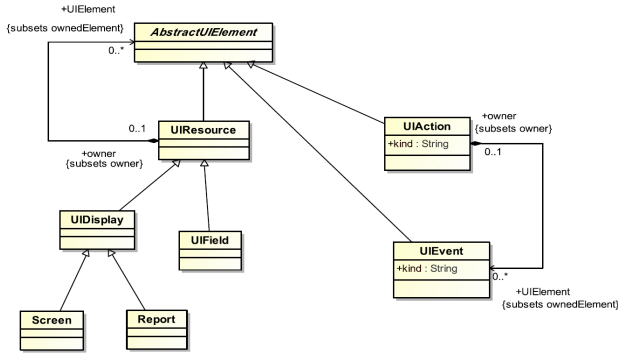 +UIElement
{subsets ownedElement}
0..*
AbstractUIElement
0..1
UIResource
+owner
{subsets owner}
UIAction
+kind : String
+owner
{subsets owner}
0..1
UIDisplay
UIField
UIEvent
+kind : String
0..*
+UIElement
{subsets ownedElement}
Screen
Report